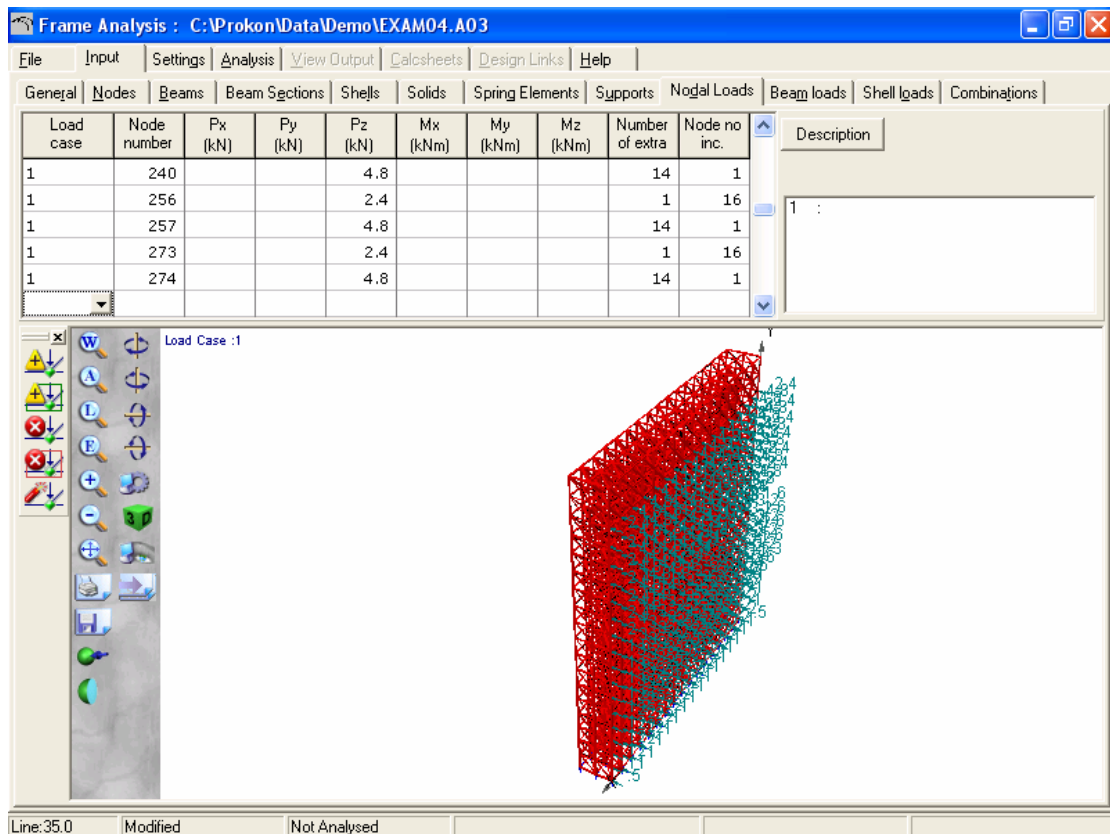 Frame Analysis : C:\Prokon\Data\Demo\EXAM04.A03
File Input Settings Analysis View Output Calcsheets Design Links Help
General Nodes Beams Beam Sections Shells Solids Spring Elements Supports Nodal Loads Beam loads Shell loads Combinations
Load case Node number Px (kN) Py (kN) Pz (kN) Mx (kNm) My (kNm) Mz (kNm) Number of extra Node no inc.
Description
1 240 4.8 14 1
1 256 2.4 1 16
1 257 4.8 14 1
1 273 2.4 1 16
1 274 4.8 14 1
1 :
Load Case :1
Y
W
A
L
E
3D
2.4
.5
.5
Line:35.0 Modified Not Analysed